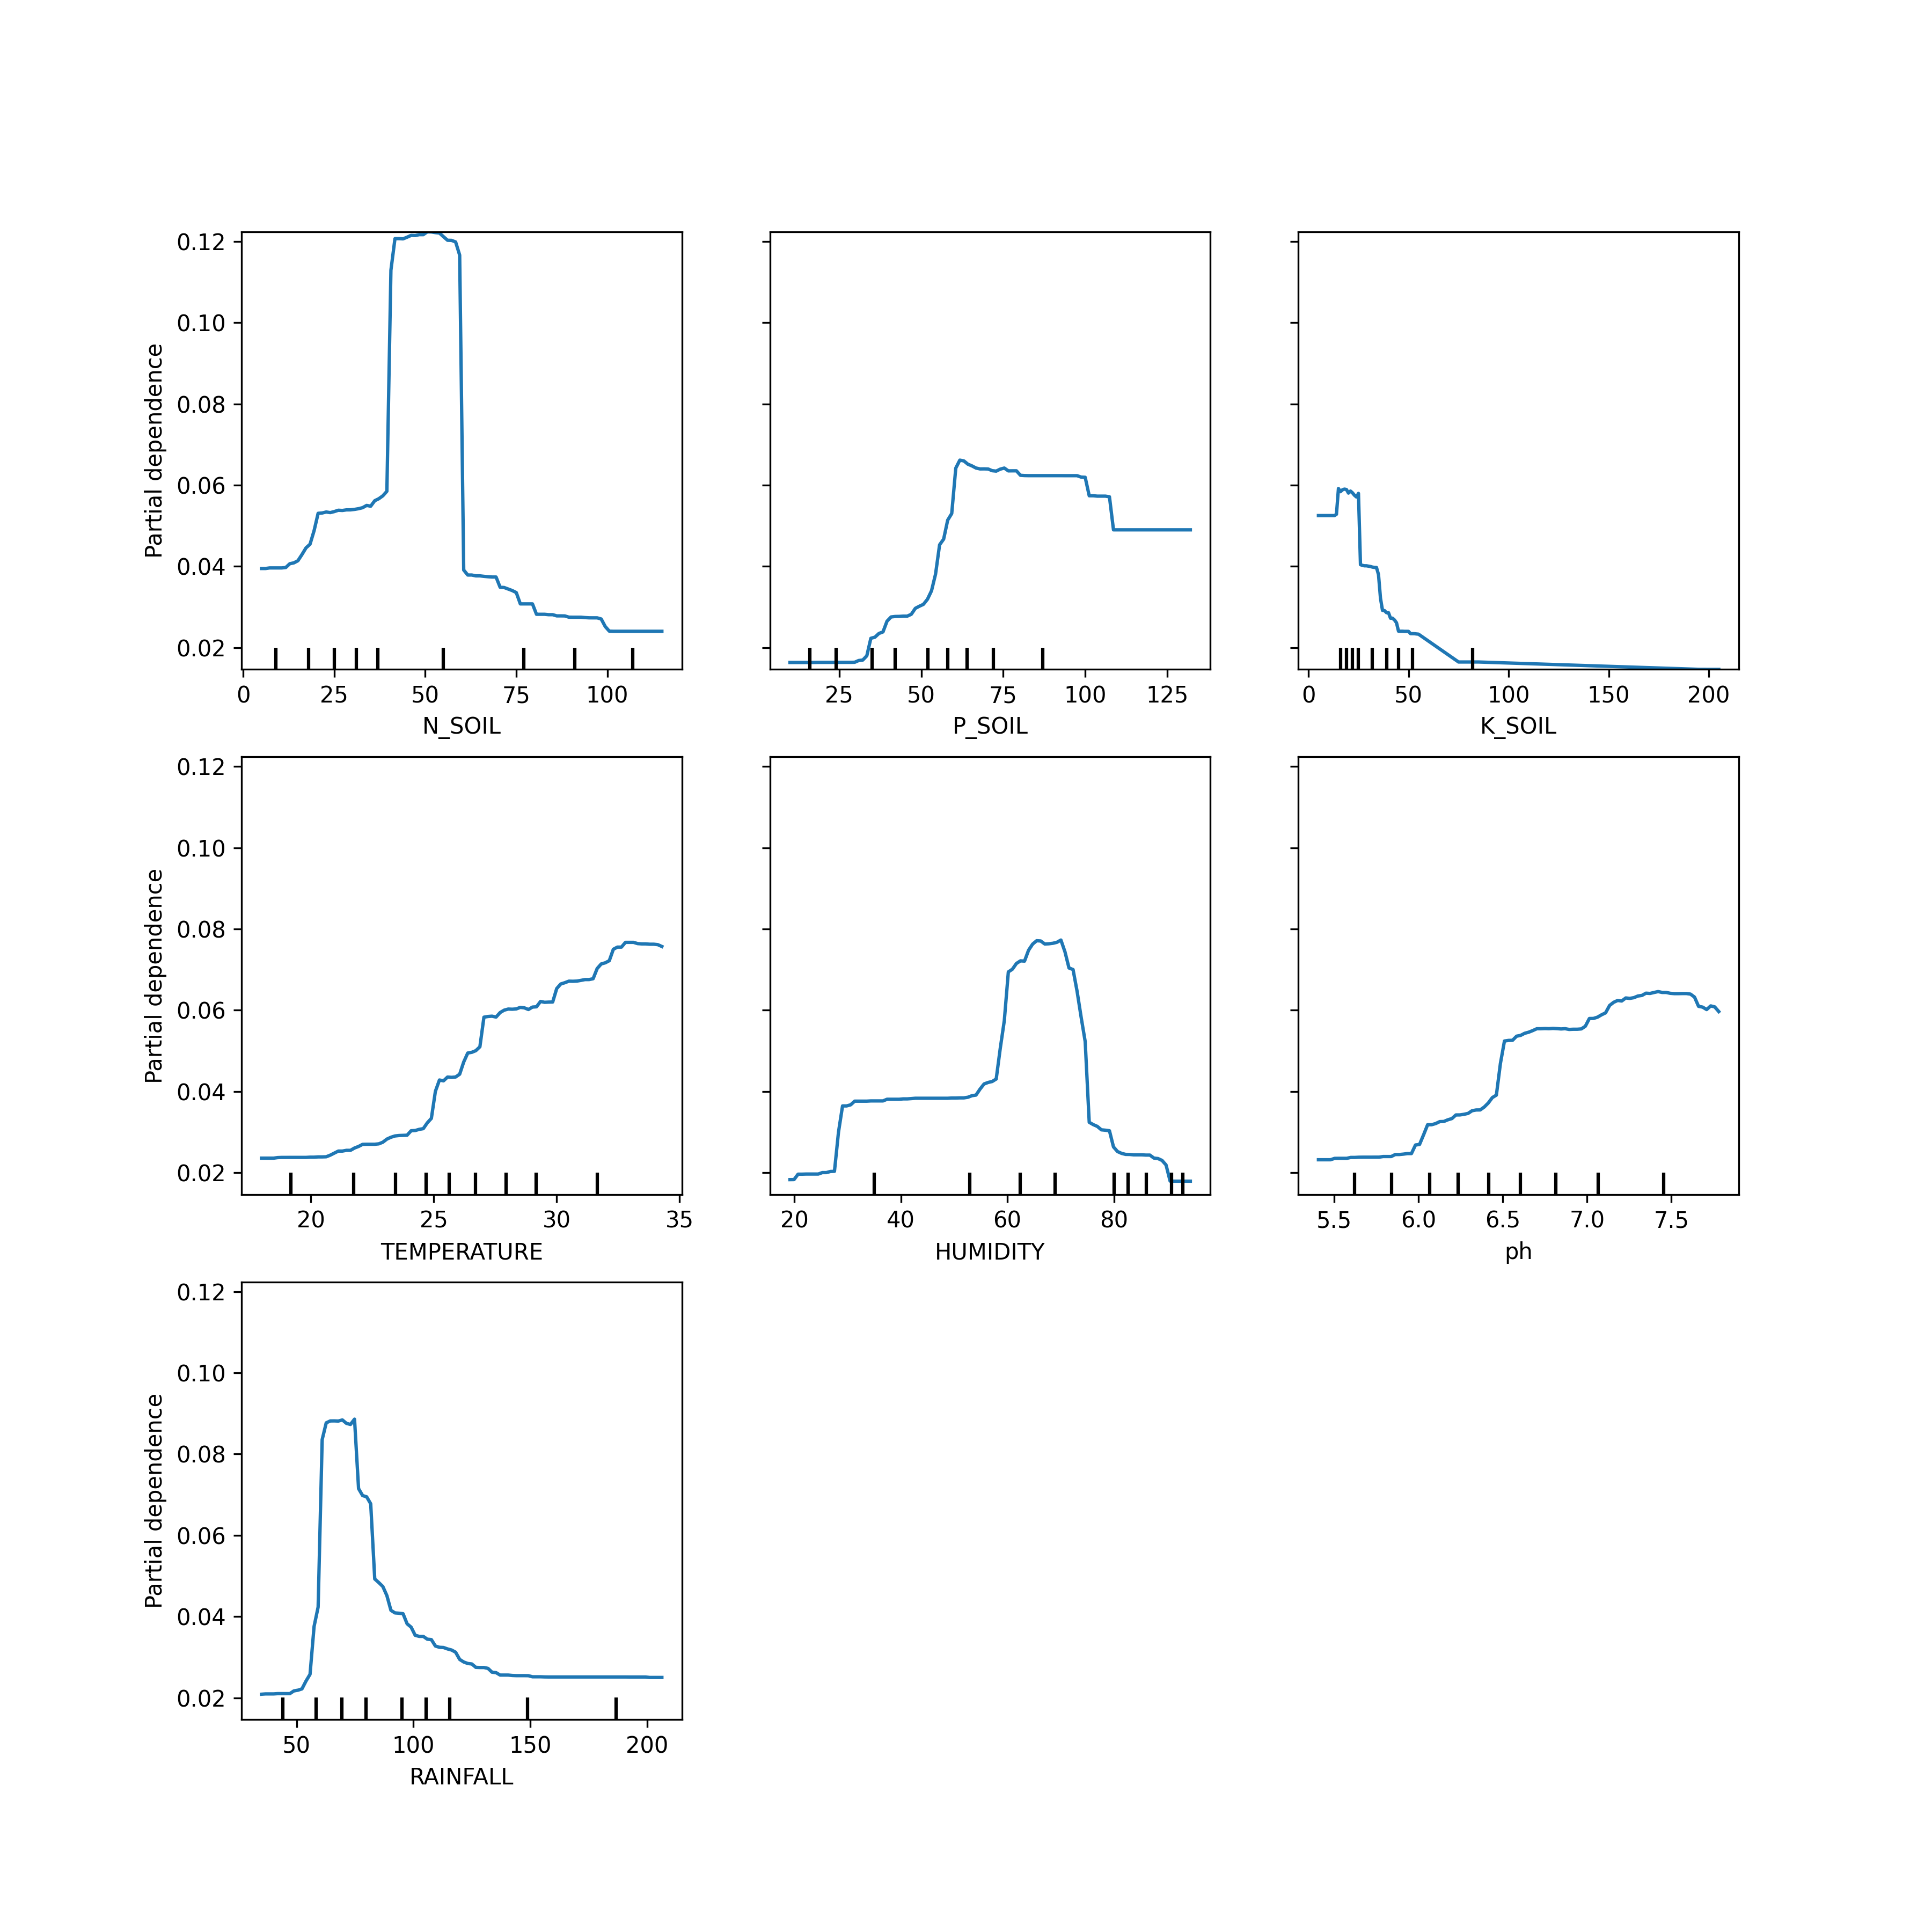 0.12
0.10
0.08
0.06
0.04
0.02
Partial dependence
0 25 50 75 100
N_SOIL
25 50 75 100 125
P_SOIL
0 50 100 150 200
K_SOIL
0.12
0.10
0.08
0.06
0.04
0.02
Partial dependence
20 25 30 35
TEMPERATURE
20 40 60 80
HUMIDITY
5.5 6.0 6.5 7.0 7.5
ph
0.12
0.10
0.08
0.06
0.04
0.02
Partial dependence
50 100 150 200
RAINFALL